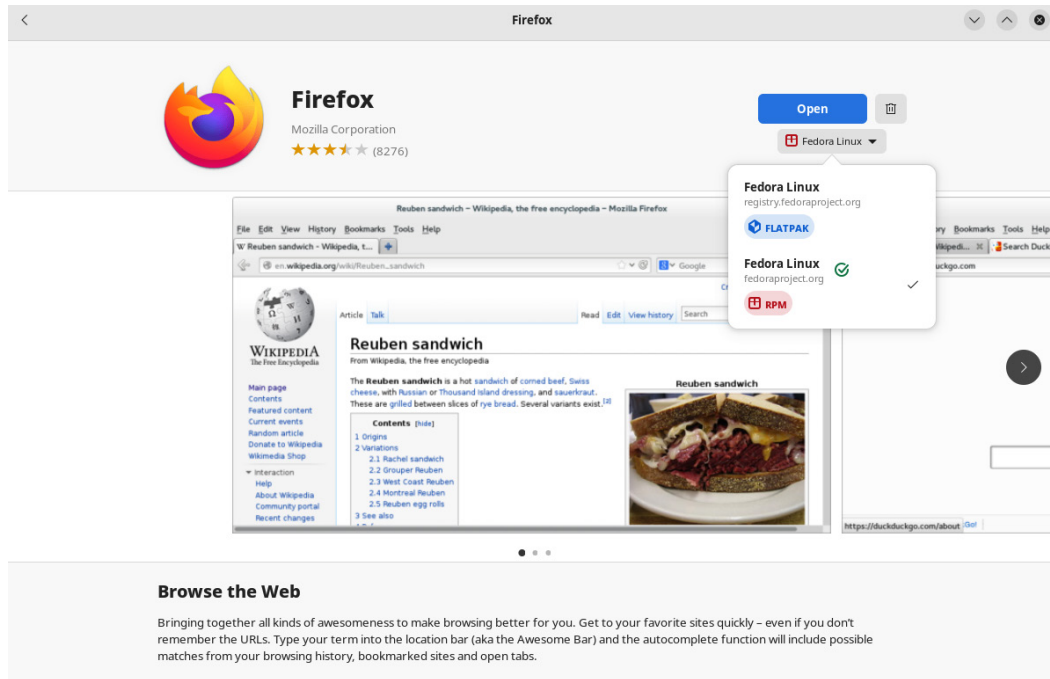 Firefox
Firefox
Mozilla Corporation
(8276)
Open
Fedora Linux
Fedora Linux
registry.fedoraproject.org
FLATPAK
Fedora Linux
fedoraproject.org
RPM
Reuben sandwich – Wikipedia, the free encyclopedia – Mozilla Firefox
File Edit View History Bookmarks Tools Help
W Reuben sandwich - Wikipedia, t...
en.wikipedia.org/wiki/Reuben_sandwich
Google
WIKIPEDIA
The Free Encyclopedia
Main page
Contents
Featured content
Current events
Random article
Donate to Wikipedia
Wikimedia Shop
Interaction
Help
About Wikipedia
Community portal
Recent changes
Article Talk
Read Edit View history Search
Reuben sandwich
From Wikipedia, the free encyclopedia
The Reuben sandwich is a hot sandwich of corned beef, Swiss
cheese, with Russian or Thousand Island dressing, and sauerkraut.
These are grilled between slices of rye bread. Several variants exist.[2]
Contents [hide]
1 Origins
2 Variations
2.1 Rachel sandwich
2.2 Grouper Reuben
2.3 West Coast Reuben
2.4 Montreal Reuben
2.5 Reuben egg rolls
3 See also
Reuben sandwich
ry Bookmarks Tools Help
ikipedi... Search Duck
uckgo.com
https://duckduckgo.com/about Go!
Browse the Web
Bringing together all kinds of awesomeness to make browsing better for you. Get to your favorite sites quickly – even if you don’t
remember the URLs. Type your term into the location bar (aka the Awesome Bar) and the autocomplete function will include possible
matches from your browsing history, bookmarked sites and open tabs.